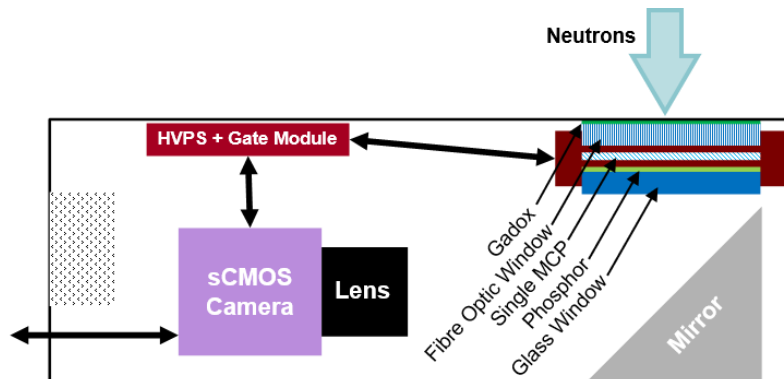 Neutrons
HVPS + Gate Module
Gadox
Fibre Optic Window
Single MCP
Phosphor
Glass Window
sCMOS
Camera
Lens
Mirror